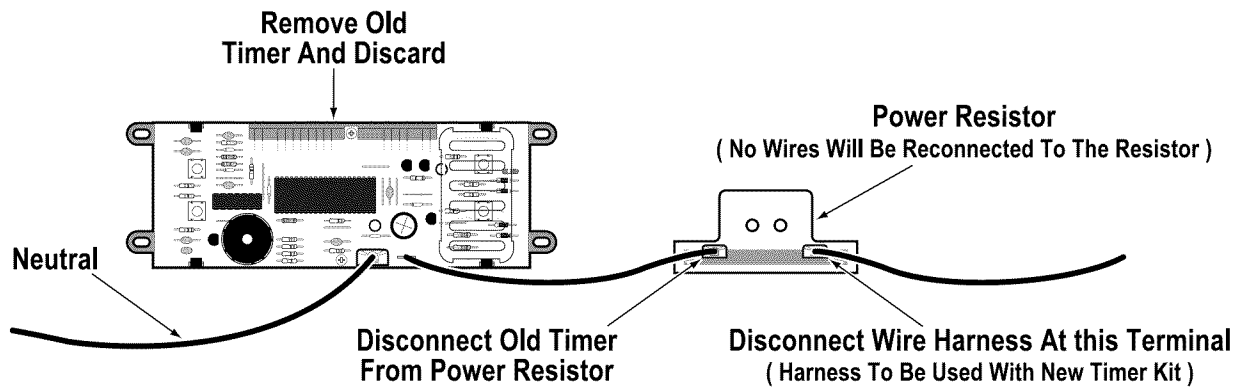 Remove Old
Timer And Discard
Power Resistor
( No Wires Will Be Reconnected To The Resistor )
Neutral
Disconnect Old Timer
From Power Resistor
Disconnect Wire Harness At this Terminal
( Harness To Be Used With New Timer Kit )